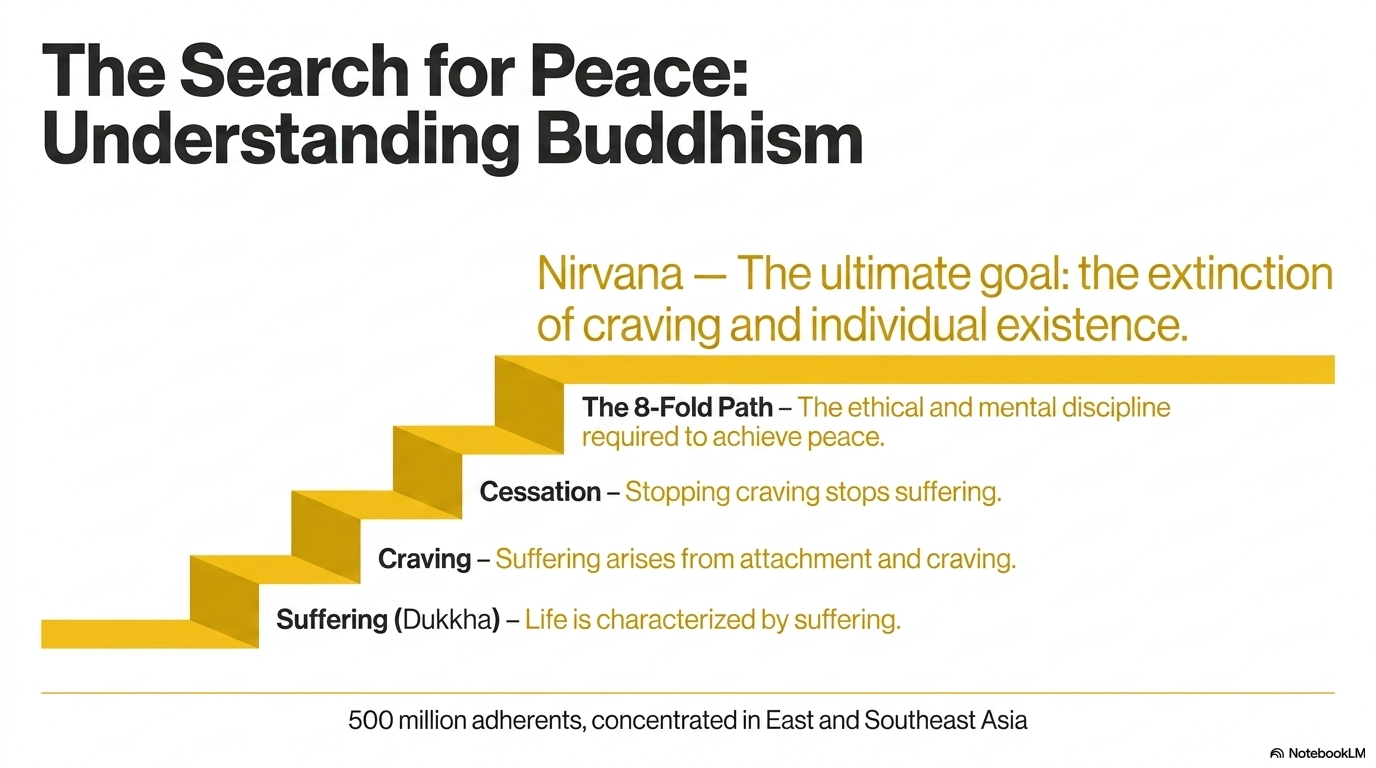 The Search for Peace:
Understanding Buddhism
Nirvana — The ultimate goal: the extinction
of craving and individual existence.
The 8-Fold Path – The ethical and mental discipline
required to achieve peace.
Cessation – Stopping craving stops suffering.
Craving – Suffering arises from attachment and craving.
Suffering (Dukkha) – Life is characterized by suffering.
500 million adherents, concentrated in East and Southeast Asia
NotebookLM